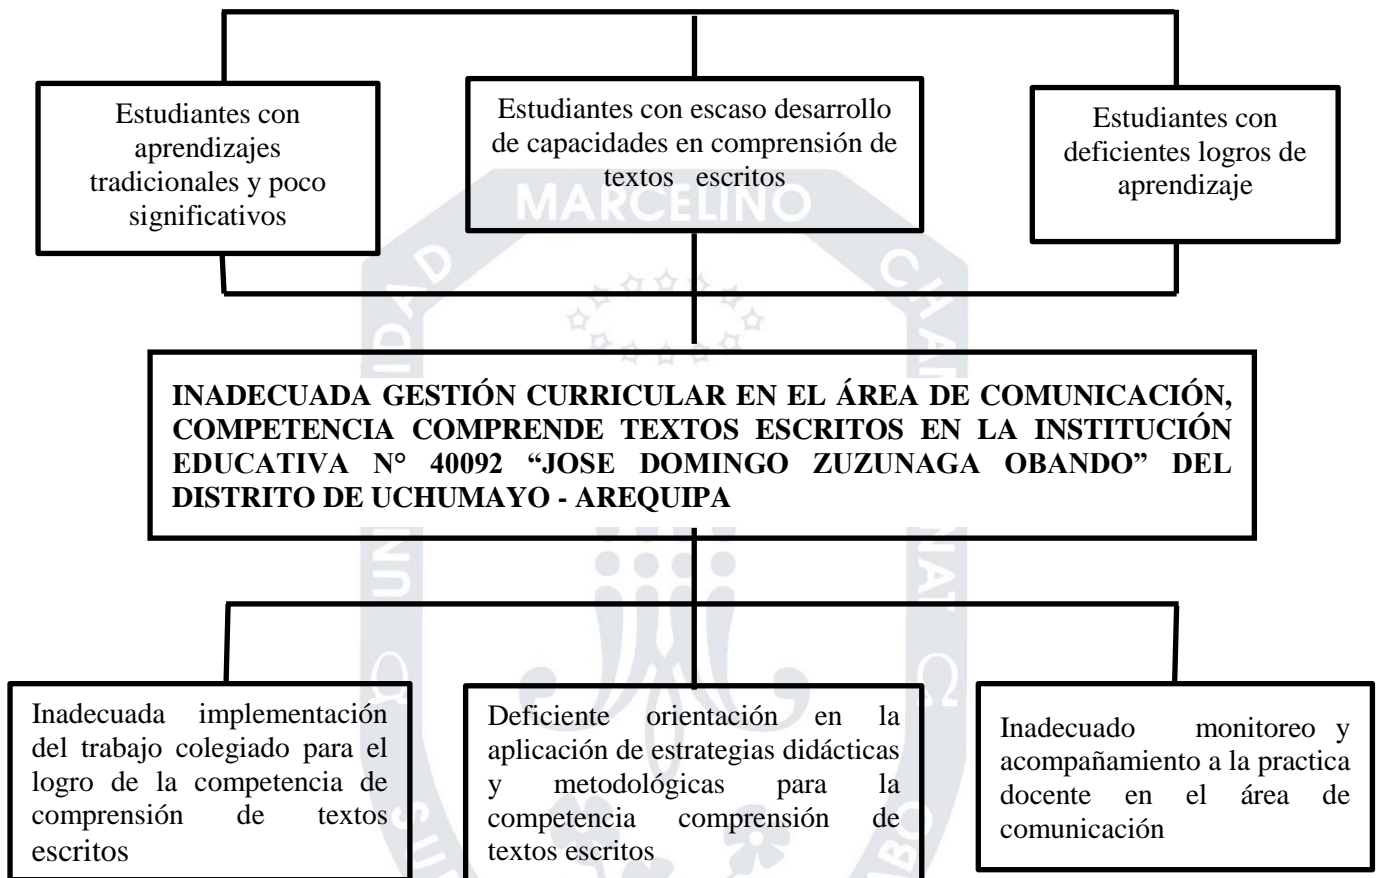 Estudiantes con
aprendizajes
tradicionales y poco
significativos
Estudiantes con escaso desarrollo
de capacidades en comprensión de
textos escritos
Estudiantes con
deficientes logros de
aprendizaje
MARCELINO
INADECUADA GESTIÓN CURRICULAR EN EL ÁREA DE COMUNICACIÓN,
COMPETENCIA COMPRENDE TEXTOS ESCRITOS EN LA INSTITUCIÓN
EDUCATIVA N° 40092 “JOSE DOMINGO ZUZUNAGA OBANDO” DEL
DISTRITO DE UCHUMAYO - AREQUIPA
Inadecuada implementación
del trabajo colegiado para el
logro de la competencia de
comprensión de textos
escritos
Deficiente orientación en la
aplicación de estrategias didácticas
y metodológicas para la
competencia comprensión de
textos escritos
Inadecuado monitoreo y
acompañamiento a la practica
docente en el área de
comunicación